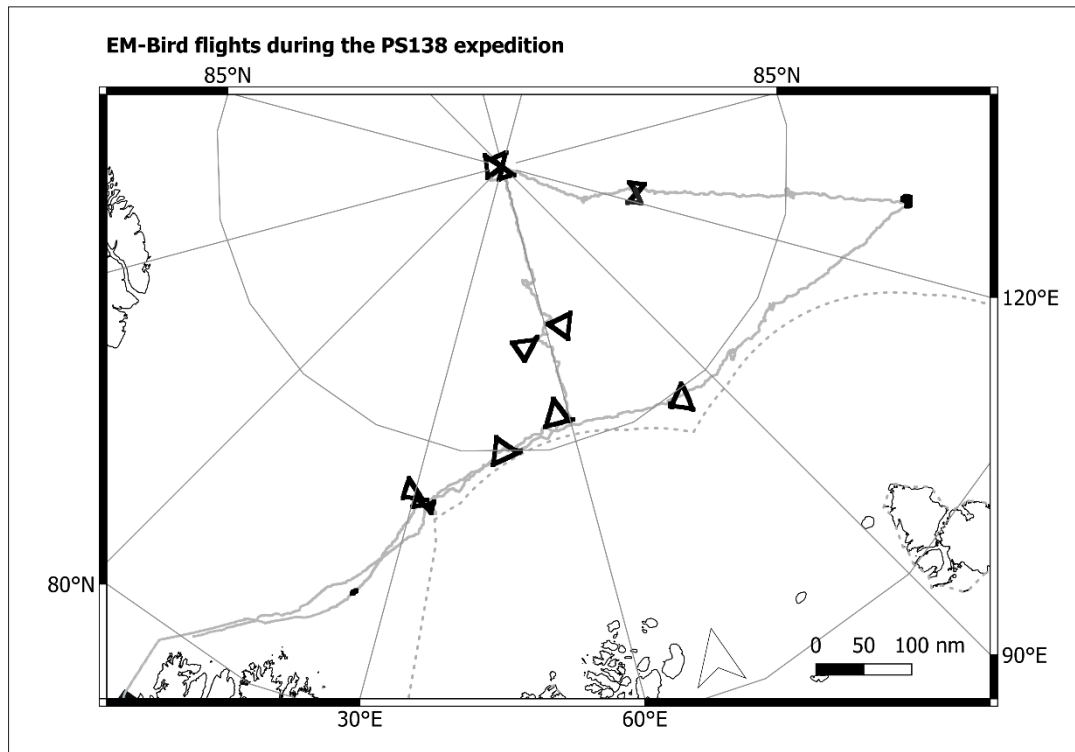 EM-Bird flights during the PS138 expedition
85°N 85°N
120°E
80°N
0 50 100 nm
90°E
30°E 60°E